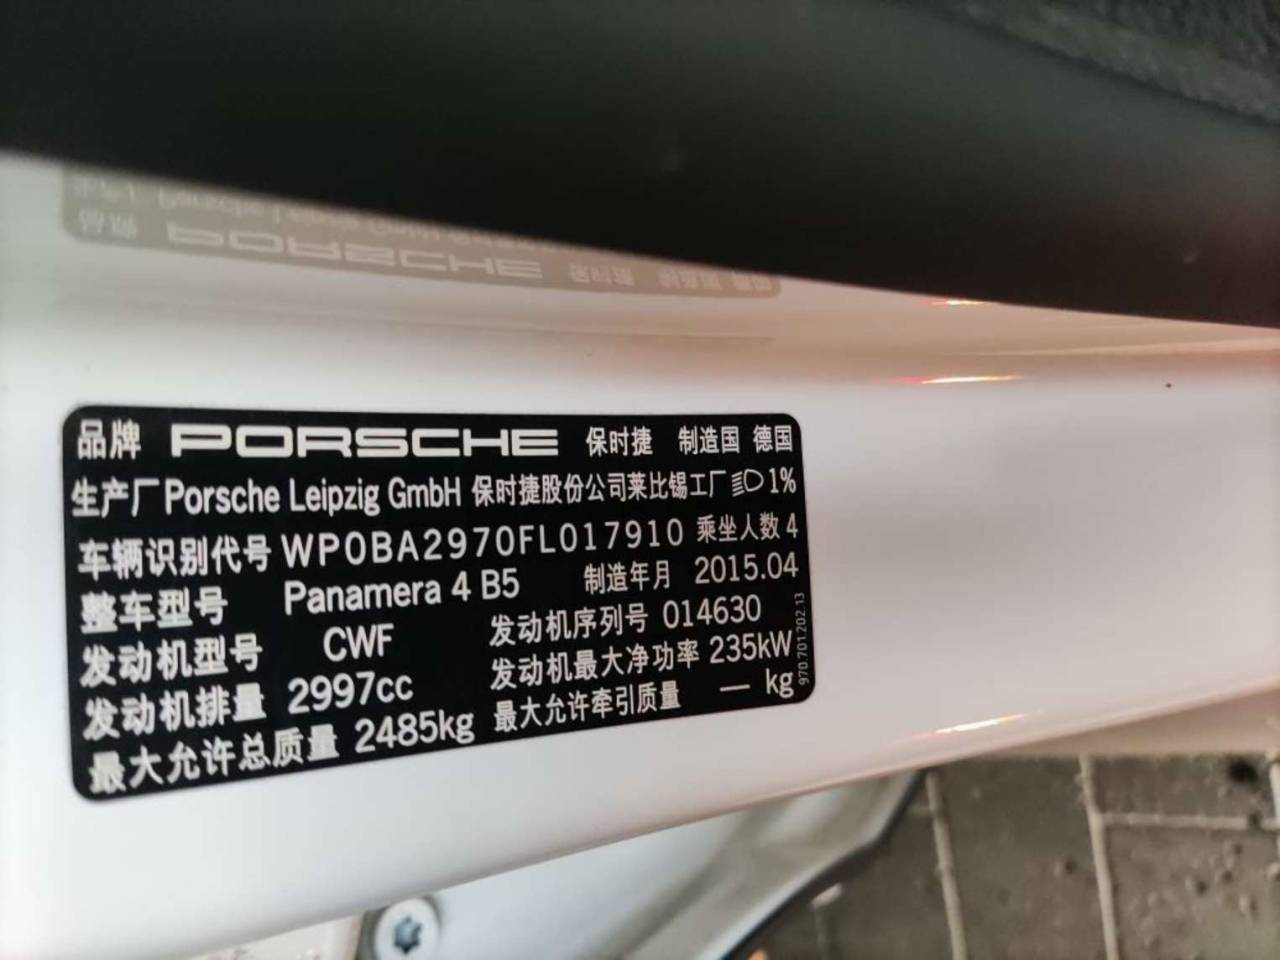 品牌 PORSCHE 保时捷 制造国 德国
生产厂 Porsche Leipzig GmbH 保时捷股份公司莱比锡工厂 1%
车辆识别代号 WP0BA2970FL017910 乘坐人数 4
整车型号 Panamera 4 B5 制造年月 2015.04
发动机型号 CWF 发动机序列号 014630
发动机排量 2997cc 发动机最大净功率 235kW
最大允许总质量 2485kg 最大允许牵引质量 — kg
970.701.202.13